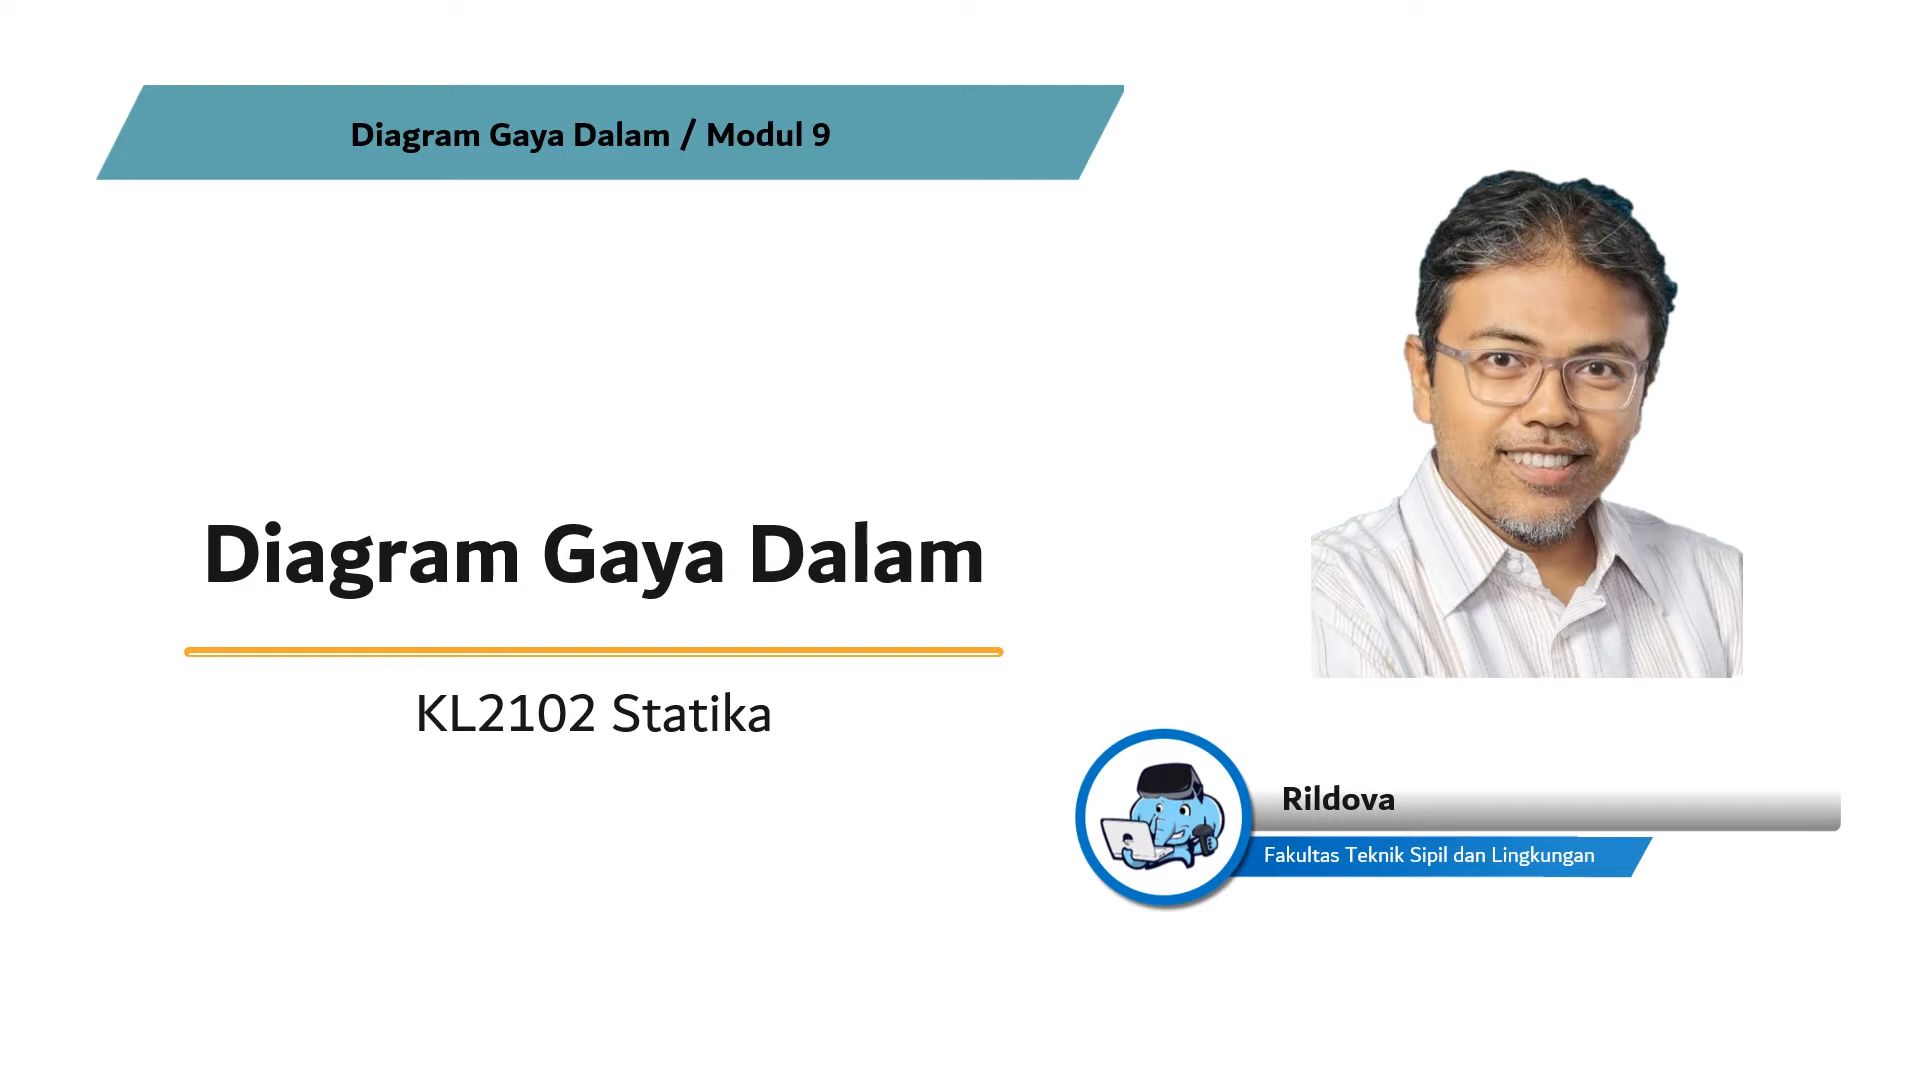 Diagram Gaya Dalam / Modul 9
Diagram Gaya Dalam
KL2102 Statika
Rildova
Fakultas Teknik Sipil dan Lingkungan